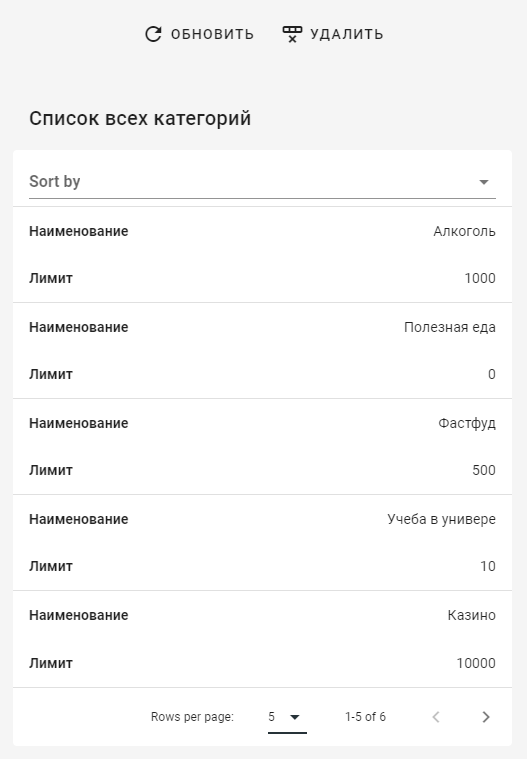 ОБНОВИТЬ УДАЛИТЬ
Список всех категорий
Sort by
Наименование Алкоголь
Лимит 1000
Наименование Полезная еда
Лимит 0
Наименование Фастфуд
Лимит 500
Наименование Учеба в универе
Лимит 10
Наименование Казино
Лимит 10000
Rows per page: 5 1-5 of 6